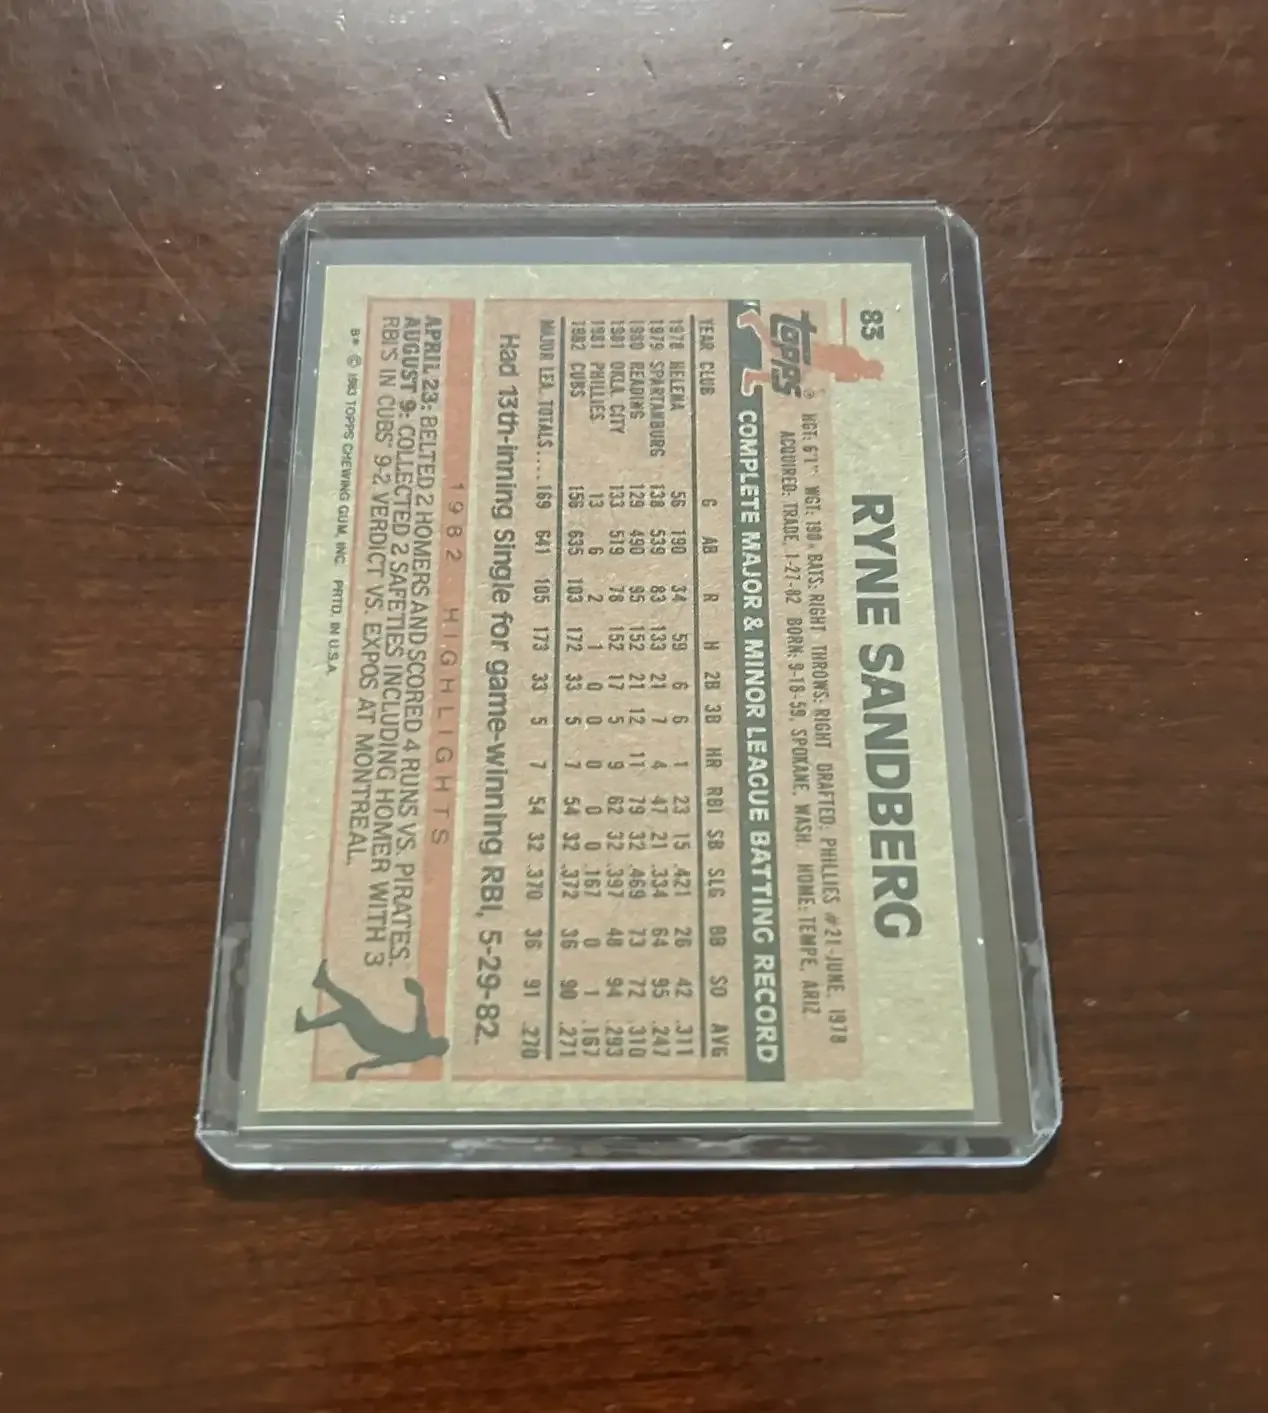 83 RYNE SANDBERG
TOPPS®
HGT: 6'1" WGT: 190 • BATS: RIGHT THROWS: RIGHT DRAFTED: PHILLIES #21-JUNE, 1978
ACQUIRED: TRADE, 1-27-82 BORN: 9-18-59, SPOKANE, WASH. HOME: TEMPE, ARIZ.
COMPLETE MAJOR & MINOR LEAGUE BATTING RECORD
YEAR CLUB G AB R H 2B 3B HR RBI SB SLG BB SO AVG
1978 HELENA 56 190 34 59 6 6 1 23 15 .421 26 42 .311
1979 SPARTANBURG 138 539 83 133 21 7 4 47 21 .334 64 95 .247
1980 READING 129 490 95 152 21 12 11 79 32 .469 73 72 .310
1981 OKLA. CITY 133 519 78 152 17 5 9 62 32 .397 48 94 .293
1981 PHILLIES 13 6 2 1 0 0 0 0 0 .167 0 1 .167
1982 CUBS 156 635 103 172 33 5 7 54 32 .372 36 90 .271
MAJOR LEA. TOTALS.... 169 641 105 173 33 5 7 54 32 .370 36 91 .270
Had 13th-inning Single for game-winning RBI, 5-29-82.
1982 HIGHLIGHTS
APRIL 23: BELTED 2 HOMERS AND SCORED 4 RUNS VS. PIRATES.
AUGUST 9: COLLECTED 2 SAFETIES INCLUDING HOMER WITH 3
RBI'S IN CUBS' 9-2 VERDICT VS. EXPOS AT MONTREAL.
B* © 1983 TOPPS CHEWING GUM, INC. PRTD. IN U.S.A.